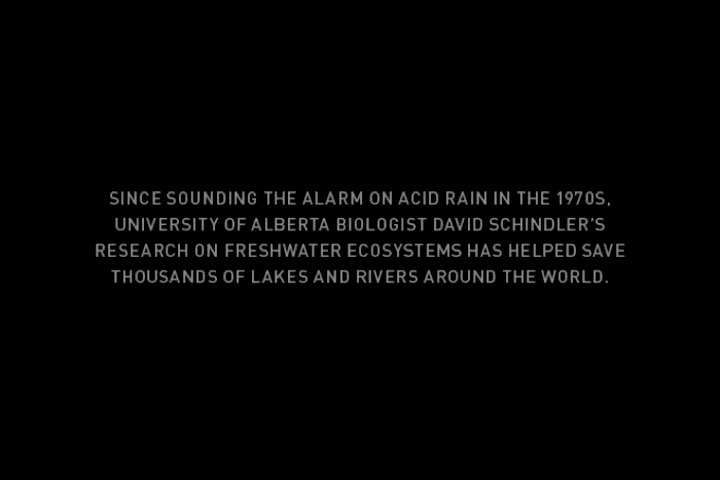 SINCE SOUNDING THE ALARM ON ACID RAIN IN THE 1970S,
UNIVERSITY OF ALBERTA BIOLOGIST DAVID SCHINDLER'S
RESEARCH ON FRESHWATER ECOSYSTEMS HAS HELPED SAVE
THOUSANDS OF LAKES AND RIVERS AROUND THE WORLD.